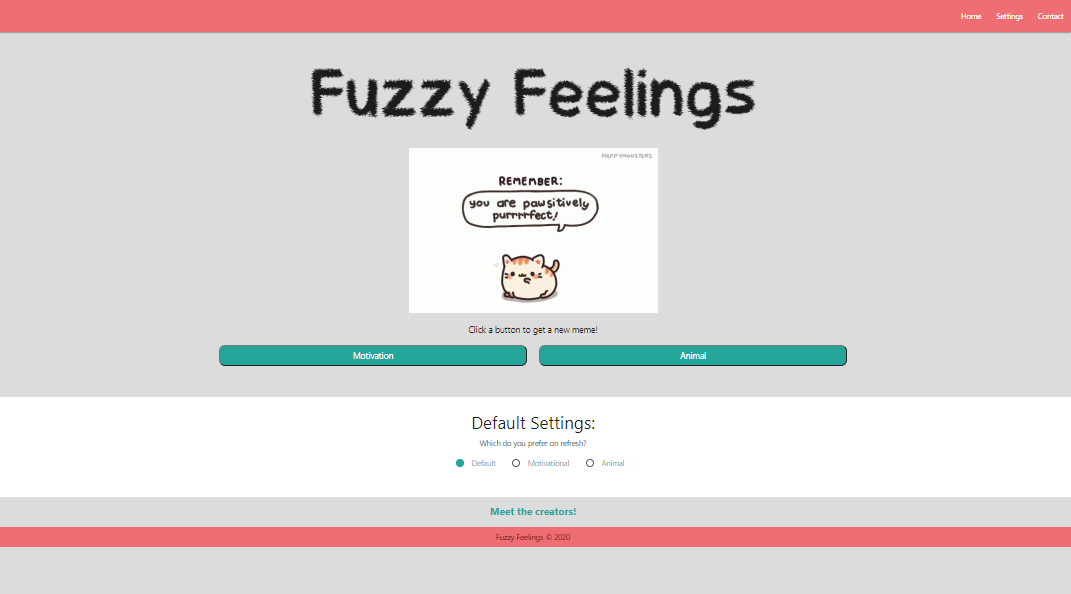 Home Settings Contact
Fuzzy Feelings
HAPPYMONSTERS
REMEMBER:
you are pawsitively
purrrrfect!
Click a button to get a new meme!
Motivation Animal
Default Settings:
Which do you prefer on refresh?
Default Motivational Animal
Meet the creators!
Fuzzy Feelings © 2020